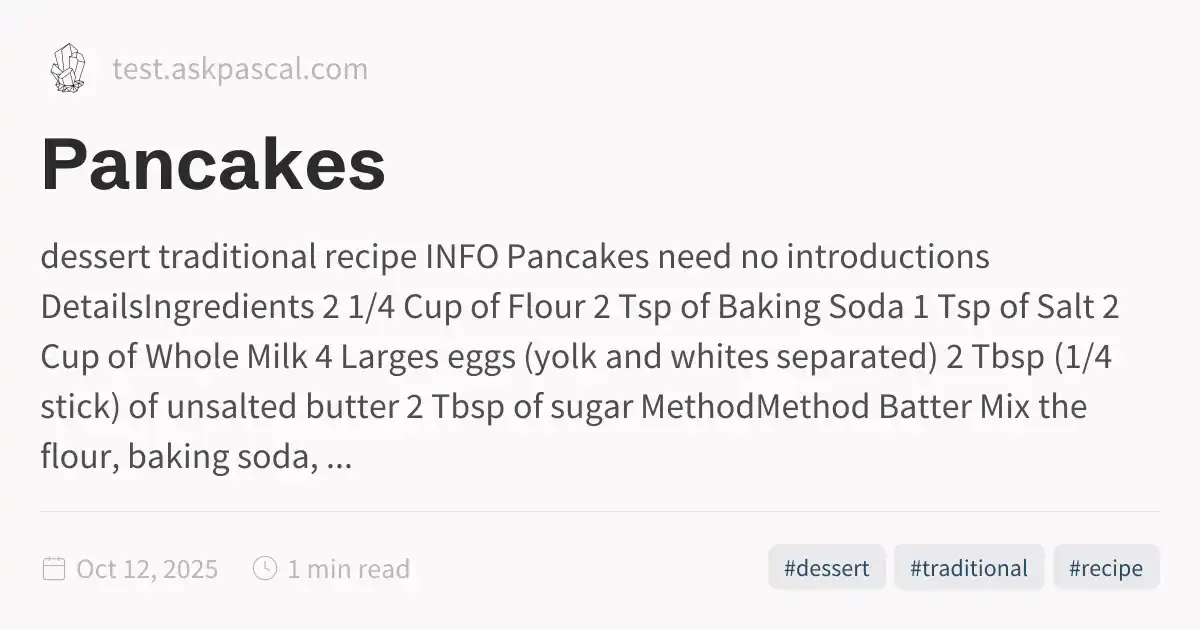 test.askpascal.com
Pancakes
dessert traditional recipe INFO Pancakes need no introductions
DetailsIngredients 2 1/4 Cup of Flour 2 Tsp of Baking Soda 1 Tsp of Salt 2
Cup of Whole Milk 4 Larges eggs (yolk and whites separated) 2 Tbsp (1/4
stick) of unsalted butter 2 Tbsp of sugar MethodMethod Batter Mix the
flour, baking soda, ...
Oct 12, 2025 1 min read #dessert #traditional #recipe